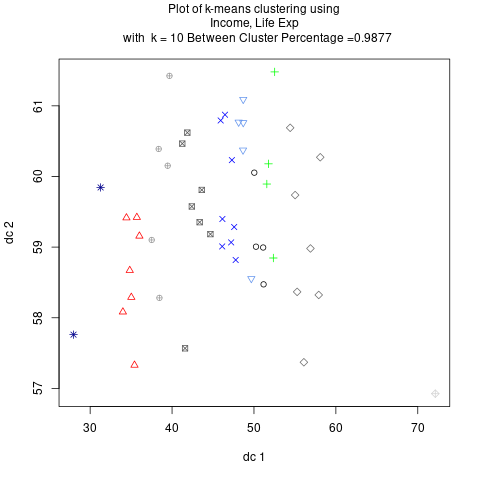 Plot of k-means clustering using
Income, Life Exp
with  k = 10 Between Cluster Percentage =0.9877
61
60
59
58
57
dc 2
30
40
50
60
70
dc 1